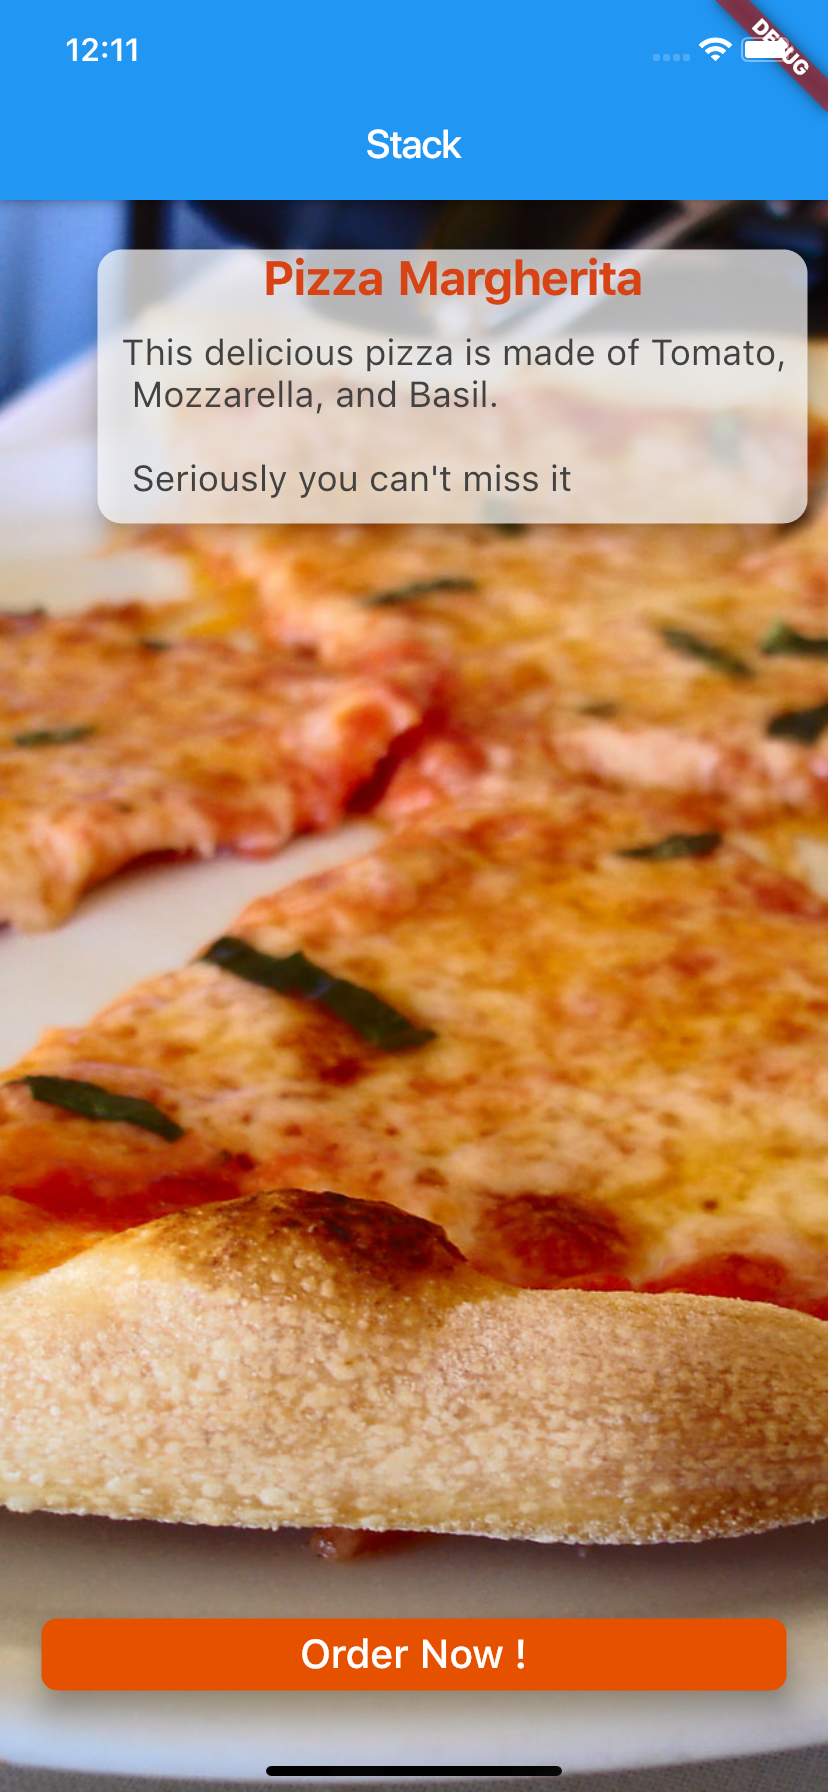 12:11
DEBUG
Stack
Pizza Margherita
This delicious pizza is made of Tomato,
Mozzarella, and Basil.
Seriously you can't miss it
Order Now !